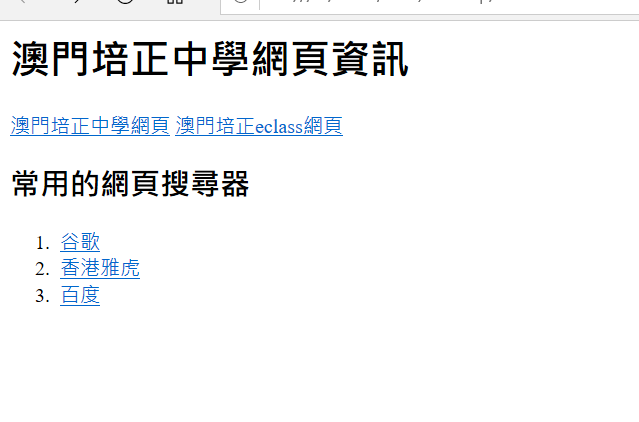 澳門培正中學網頁資訊
澳門培正中學網頁 澳門培正eclass網頁
常用的網頁搜尋器
1. 谷歌
2. 香港雅虎
3. 百度